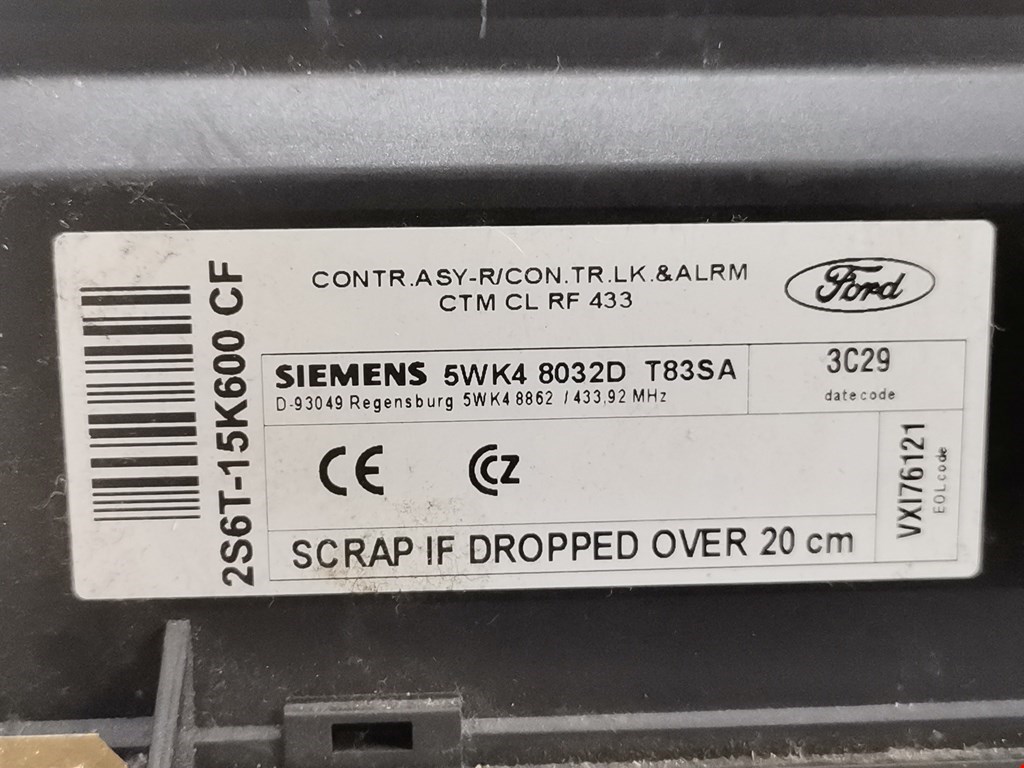 2S6T-15K600 CF
CONTR.ASY-R/CON.TR.LK.&ALRM
CTM CL RF 433
Ford
SIEMENS 5WK4 8032D T83SA
D-93049 Regensburg 5WK4 8862 / 433,92 MHz
3C29
datecode
CE
CZ
VXI76121
EOLcode
SCRAP IF DROPPED OVER 20 cm